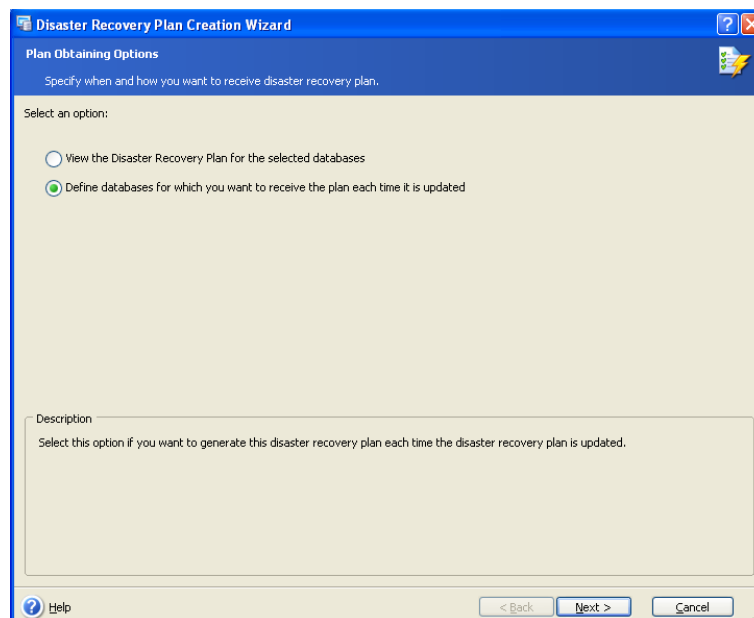 Disaster Recovery Plan Creation Wizard
Plan Obtaining Options
Specify when and how you want to receive disaster recovery plan.
Select an option:
View the Disaster Recovery Plan for the selected databases
Define databases for which you want to receive the plan each time it is updated
Description
Select this option if you want to generate this disaster recovery plan each time the disaster recovery plan is updated.
? Help
< Back
Next >
Cancel